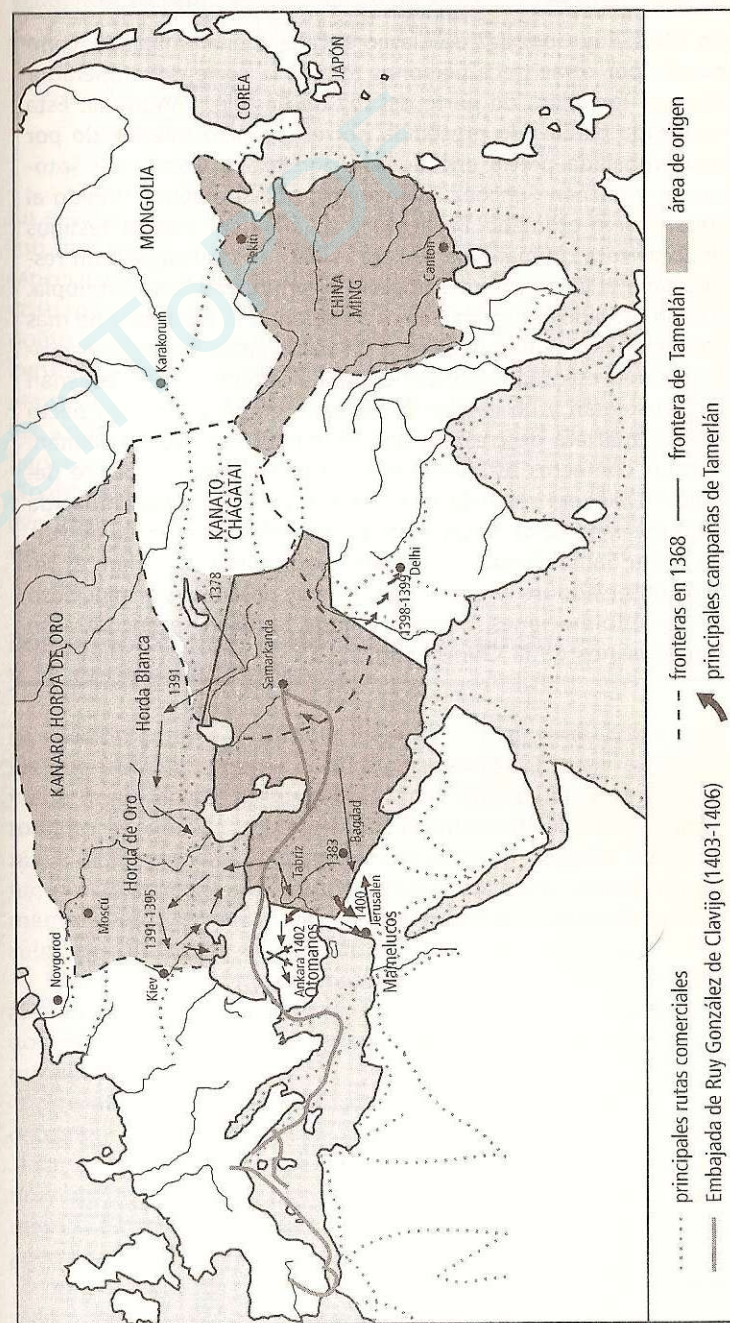 KANARO HORDA DE ORO
Novgorod
Moscú
Kiev
1391-1395
Horda de Oro
Horda Blanca
1391
1378
KANATO
CHAGATAI
Karakorum
MONGOLIA
COREA
JAPÓN
Pekín
CHINA
MING
Canton
Samarkanda
Tabriz
1383
Bagdad
Ankara 1402
Otomanos
1400
Jerusalén
Mamelucos
1398-1399
Delhi
principales rutas comerciales
fronteras en 1368
frontera de Tamerlán
área de origen
Embajada de Ruy González de Clavijo (1403-1406)
principales campañas de Tamerlán